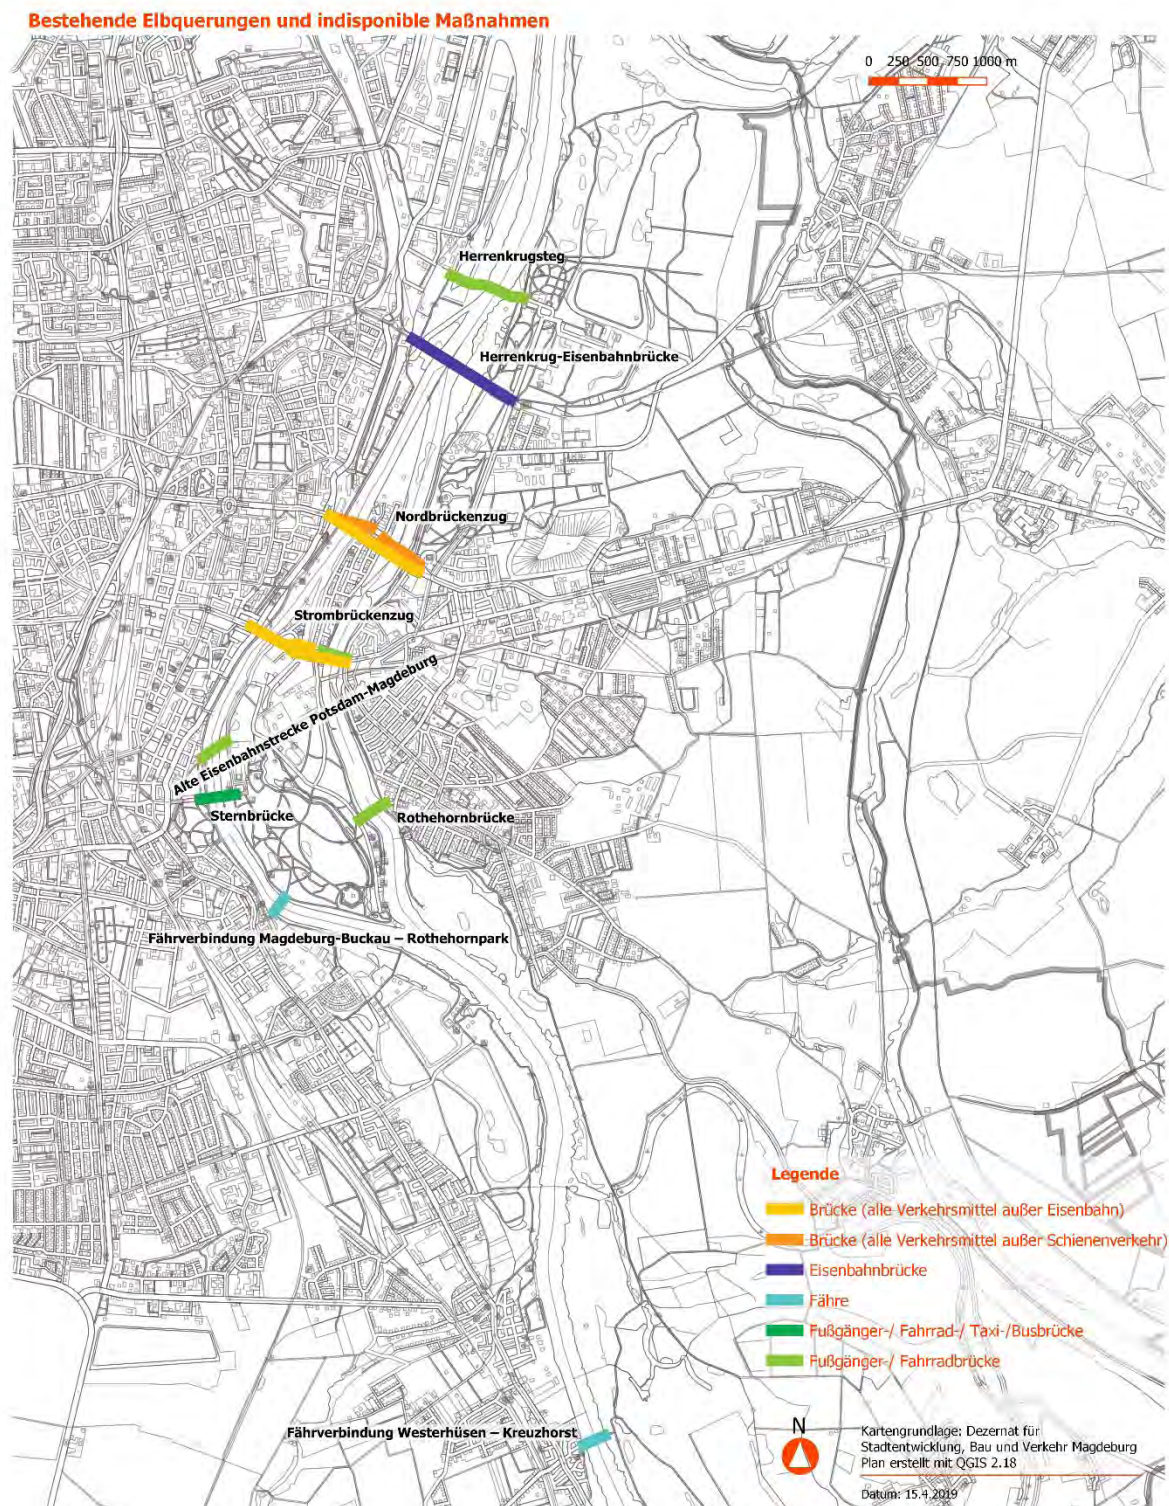 Bestehende Elbquerungen und indisponible Maßnahmen
0 250 500 750 1000 m
Herrenkrugsteg
Herrenkrug-Eisenbahnbrücke
Nordbrückenzug
Strombrückenzug
Alte Eisenbahnstrecke Potsdam-Magdeburg
Sternbrücke
Rothehornbrücke
Fährverbindung Magdeburg-Buckau – Rothehornpark
Legende
Brücke (alle Verkehrsmittel außer Eisenbahn)
Brücke (alle Verkehrsmittel außer Schienenverkehr)
Eisenbahnbrücke
Fähre
Fußgänger-/ Fahrrad-/ Taxi-/Busbrücke
Fußgänger-/ Fahrradbrücke
Fährverbindung Westerhüsen – Kreuzhorst
N
Kartengrundlage: Dezernat für
Stadtentwicklung, Bau und Verkehr Magdeburg
Plan erstellt mit QGIS 2.18
Datum: 15.4.2019